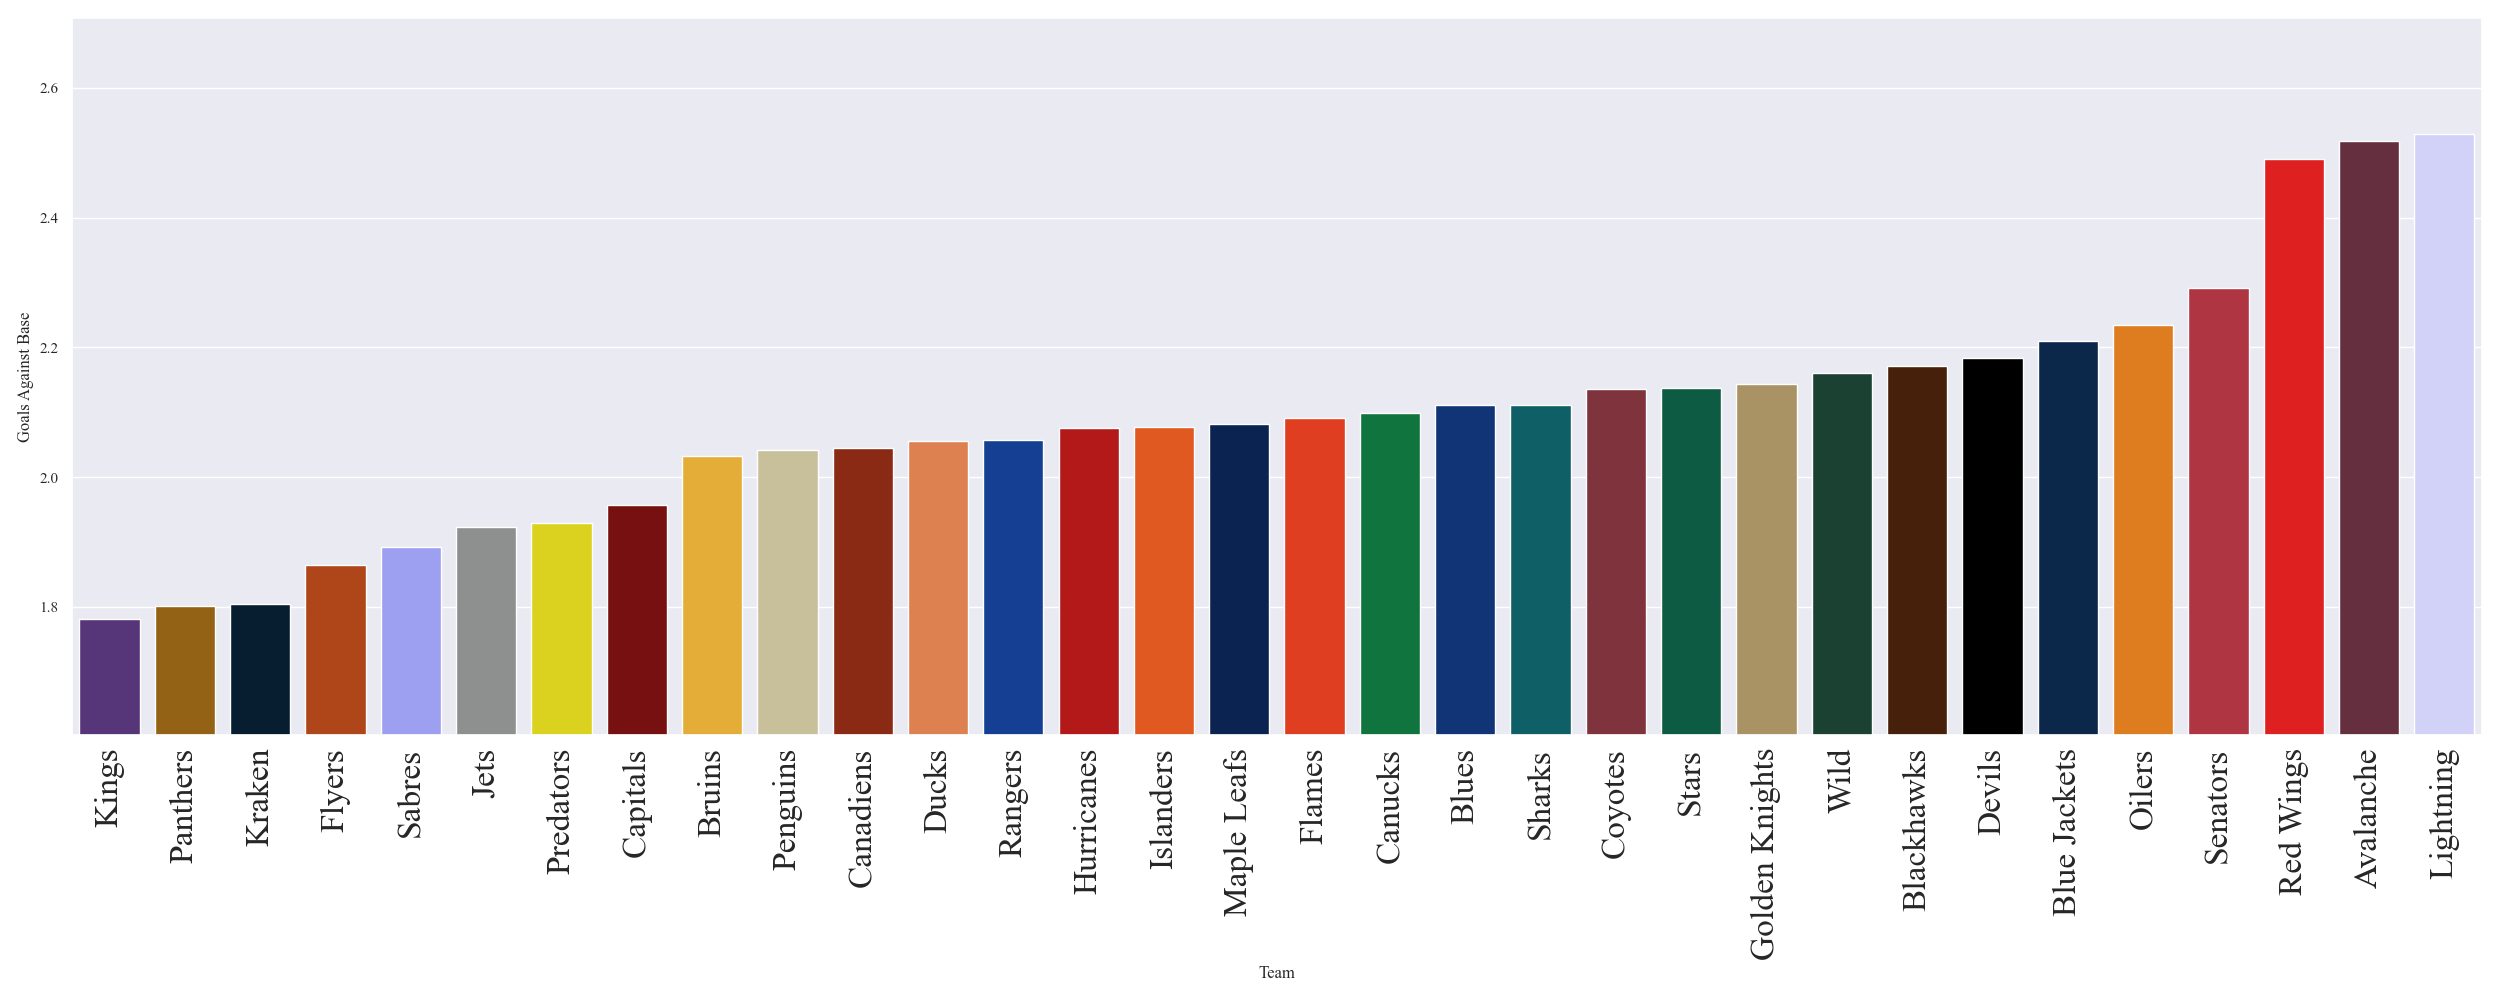 2.6
2.4
2.2
2.0
1.8
Goals Against Base
Kings
Panthers
Kraken
Flyers
Sabres
Jets
Predators
Capitals
Bruins
Penguins
Canadiens
Ducks
Rangers
Hurricanes
Islanders
Maple Leafs
Flames
Canucks
Blues
Sharks
Coyotes
Stars
Golden Knights
Wild
Blackhawks
Devils
Blue Jackets
Oilers
Senators
Red Wings
Avalanche
Lightning
Team